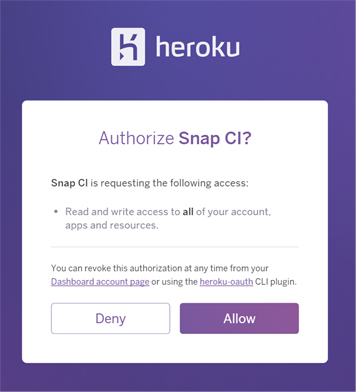 heroku
Authorize Snap CI?
Snap CI is requesting the following access:
• Read and write access to all of your account,
apps and resources.
You can revoke this authorization at any time from your
Dashboard account page or using the heroku-oauth CLI plugin.
Deny
Allow